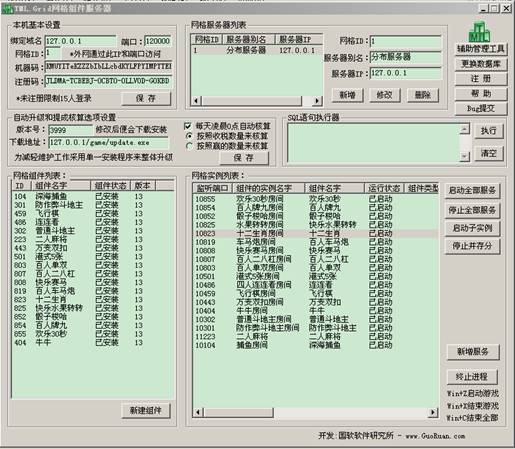 TML Grid网格组件服务器
本机基本设置
绑定域名 127.0.0.1 端口: 120000
网格ID: 1 *外网通过此IP和端口访问
机器码:
注册码: JLDMA-TCBEBJ-OCBTO-OLLVOD-GOKBD
*未注册限制15人登录 保 存
网格服务器列表
网格ID 服务器别名 服务器IP
1 分布服务器 127.0.0.1
网格ID: 1
服务器别名: 分布服务器
服务器IP: 127.0.0.1
新增 修改 删除
TML
辅助管理工具
更换数据库
注 册
帮 助
Bug提交
自动升级和提成核算选项设置
版本号: 3999 修改后便会下载安装
下载地址: 127.0.0.1/game/update.exe
为减轻维护工作采用单一安装程序来整体升级
每天凌晨0点自动核算
按照收税数量来核算
按照赢的数量来核算
保 存
SQL语句执行器
执行
清空
网格组件列表:
ID 组件名字 组件状态 版本
104 深海捕鱼 已安装 13
301 防作弊斗地主 已安装 13
459 飞行棋 已安装 13
486 连连看 已安装 13
302 普通斗地主 已安装 13
223 二人麻将 已安装 13
443 万变双扣 已安装 13
501 港式5张 已安装 13
803 百人单双 已安装 13
807 百人二八杠 已安装 13
808 快乐赛马 已安装 13
819 百人车马炮 已安装 13
823 十二生肖 已安装 13
825 快乐水果转转 已安装 13
852 骰子梭哈 已安装 13
854 百人牌九 已安装 13
855 欢乐30秒 已安装 13
404 牛牛 已安装 13
新建组件
网格实例列表:
监听端口 组件的实例名字 组件名字 运行状态 组件类型
10855 欢乐30秒房间 欢乐30秒 已启动
10854 百人牌九房间 百人牌九 已启动
10852 骰子梭哈房间 骰子梭哈 已启动
10825 水果转转房间 快乐水果转转 已启动
10823 十二生肖房间 十二生肖 已启动
10819 车马炮房间 百人车马炮 已启动
10808 快乐赛马房间 快乐赛马 已启动
10807 百人二八杠房间 百人二八杠 已启动
10803 百人单双房间 百人单双 已启动
10501 港式5张房间 港式5张 已启动
10486 四人连连看房间 连连看 已启动
10459 飞行棋房间 飞行棋 已启动
10443 万变双扣房间 万变双扣 已启动
10404 牛牛房间 牛牛 已启动
10302 普通斗地主房间 普通斗地主 已启动
10301 防作弊斗地主房间 防作弊斗地主 已启动
11223 二人麻将房间 二人麻将 已启动
10104 捕鱼房间 深海捕鱼 已启动
启动全部服务
停止全部服务
启动子实例
停止并存分
新增服务
终止进程
Win+Z启动游戏
Win+X结束游戏
Win+C结束全部
开发:国软软件研究所 - www.GuoRuan.com